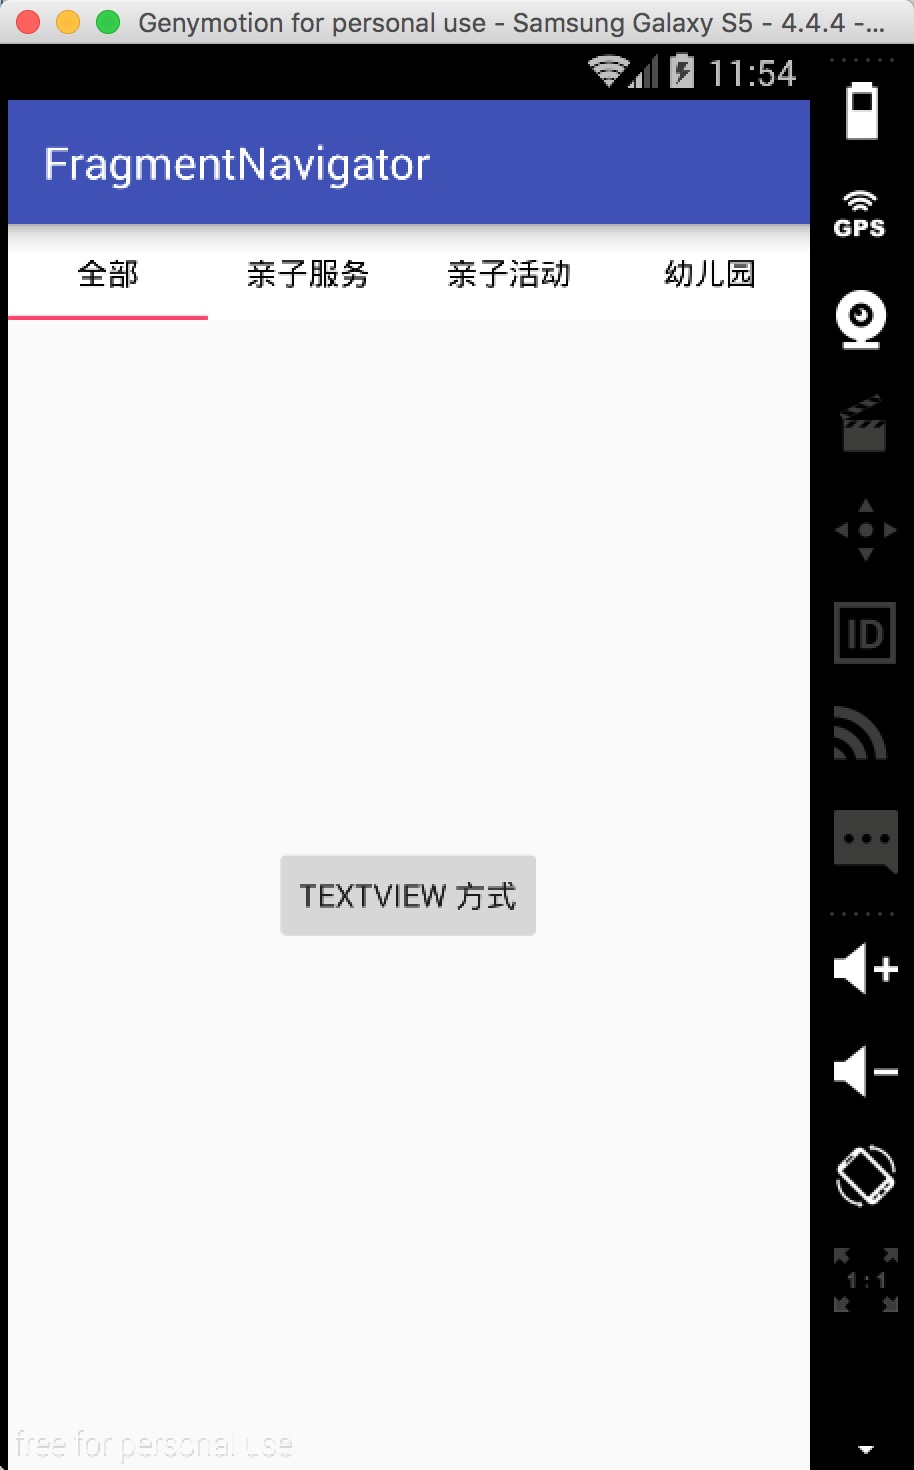 Genymotion for personal use - Samsung Galaxy S5 - 4.4.4 -...
11:54
FragmentNavigator
全部 亲子服务 亲子活动 幼儿园
GPS
ID
TEXTVIEW 方式
1 : 1
free for personal use